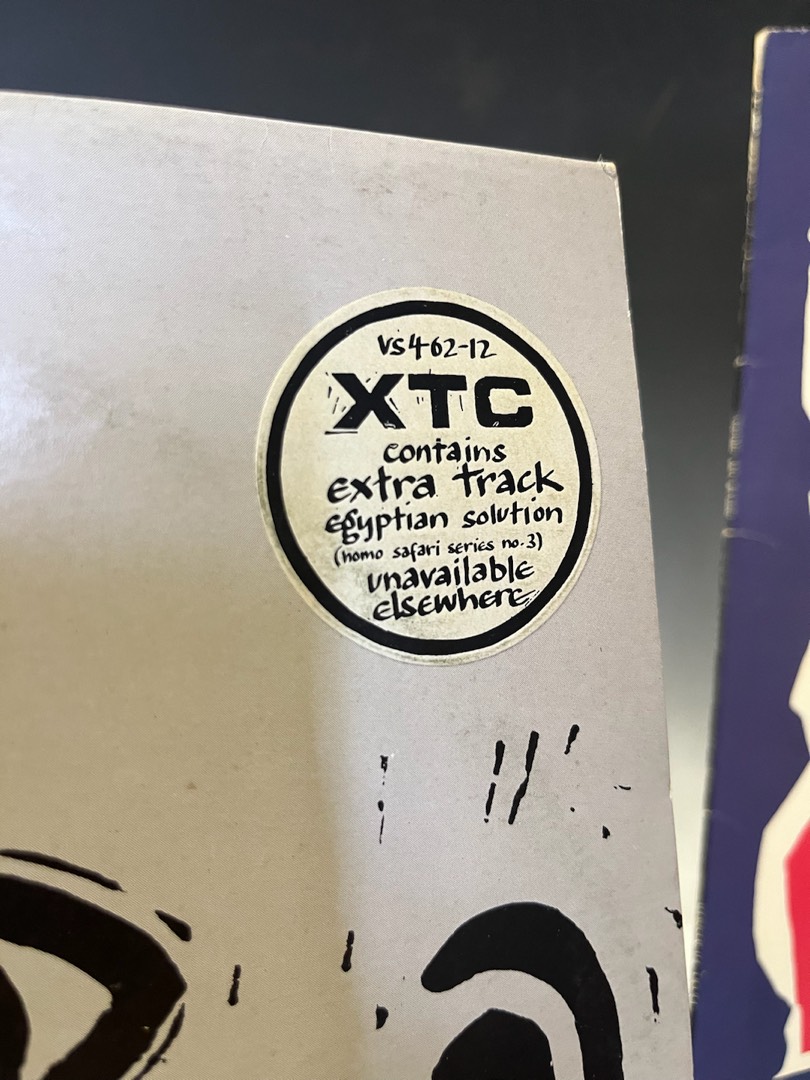 VS462-12
XTC
contains
extra track
egyptian solution
(homo safari series no.3)
unavailable
elsewhere